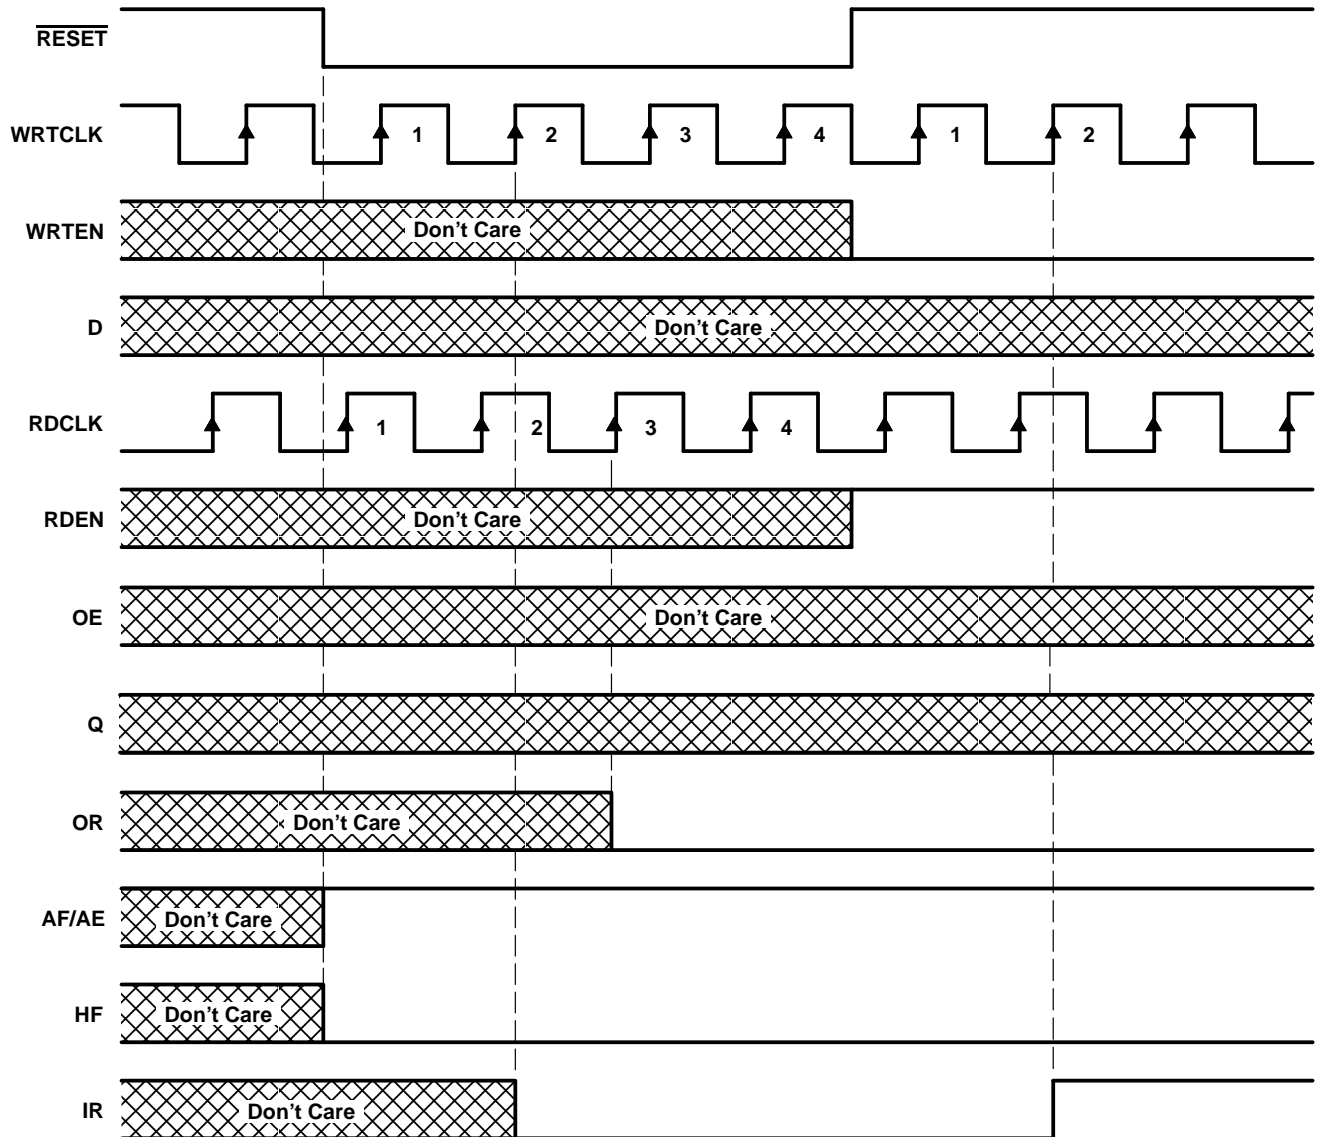 RESET
WRTCLK 1 2 3 4 1 2
WRTEN Don't Care
D Don't Care
RDCLK 1 2 3 4
RDEN Don't Care
OE Don't Care
Q
OR Don't Care
AF/AE Don't Care
HF Don't Care
IR Don't Care